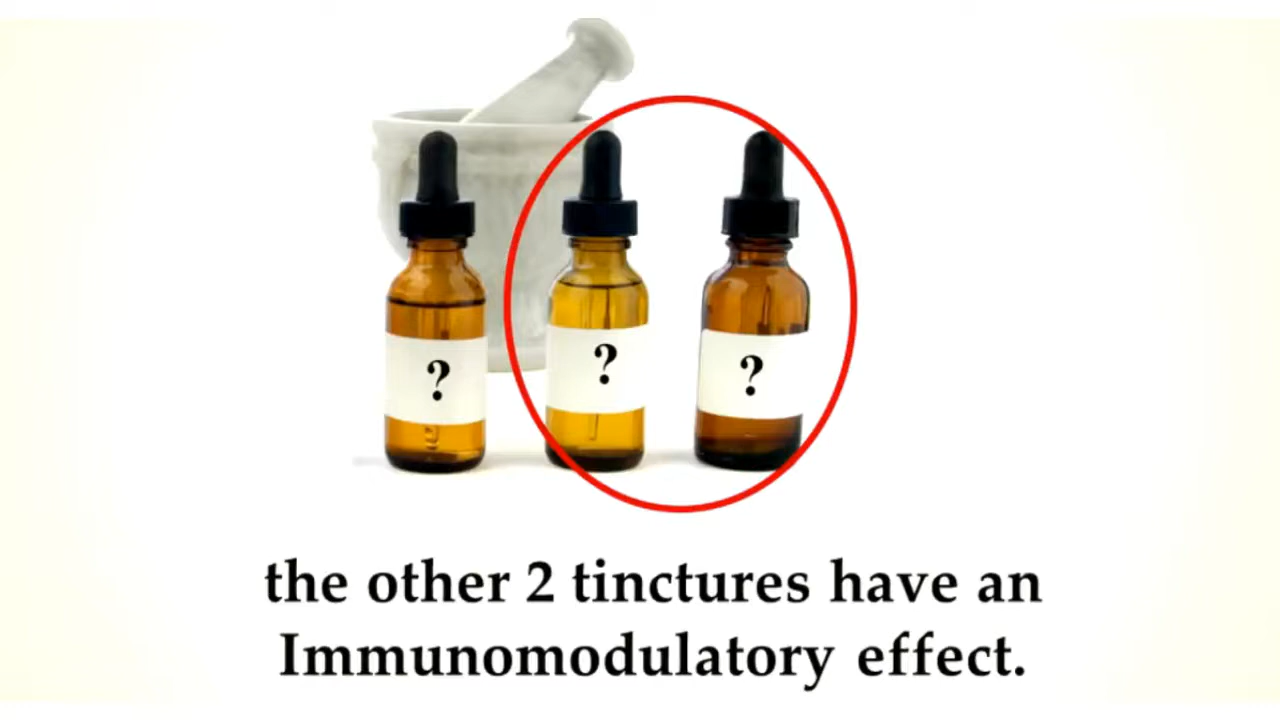 ? ? ?
the other 2 tinctures have an
Immunomodulatory effect.